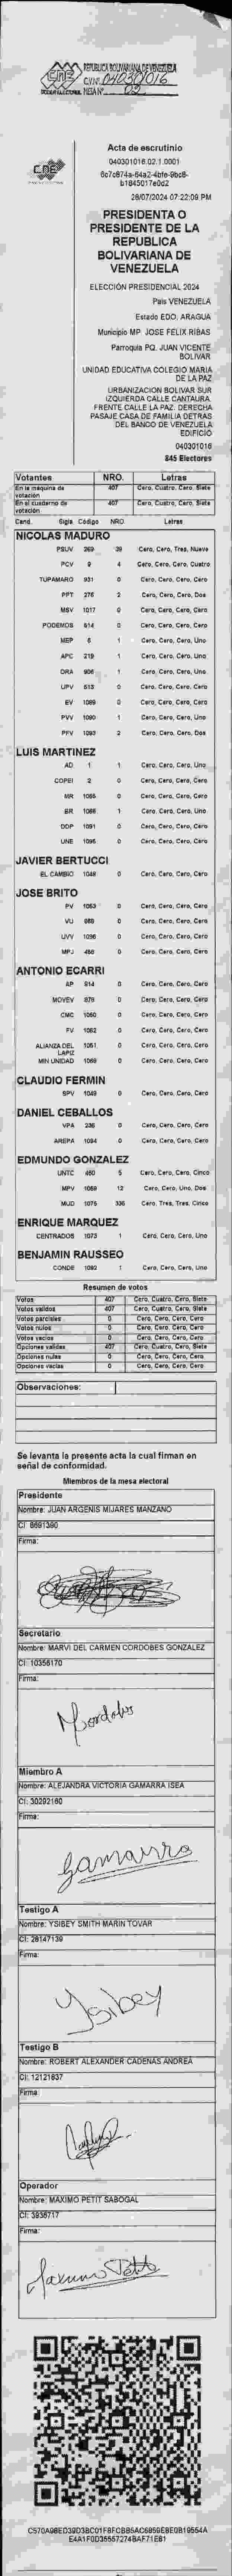 CNE
PODER ELECTORAL
REPUBLICA BOLIVARIANA DE VENEZUELA
C.V.Nº 040301016
MESA Nº 02
CNE
Acta de escrutinio
040301016.02.1.0001
28/07/2024 07:22:09 PM
PRESIDENTA O
PRESIDENTE DE LA
REPUBLICA
BOLIVARIANA DE
VENEZUELA
ELECCIÓN PRESIDENCIAL 2024
Pais VENEZUELA
Estado EDO. ARAGUA
Municipio MP. JOSE FELIX RIBAS
Parroquia PQ. JUAN VICENTE
BOLIVAR
UNIDAD EDUCATIVA COLEGIO MARIA
DE LA PAZ
URBANIZACION BOLIVAR SUR
IZQUIERDA CALLE CANTAURA.
FRENTE CALLE LA PAZ. DERECHA
PASAJE CASA DE FAMILIA DETRAS
DEL BANCO DE VENEZUELA
EDIFICIO
040301016
845 Electores
Votantes NRO. Letras
En la máquina de votación 407 Cero, Cuatro, Cero, Siete
En el cuaderno de votación 407 Cero, Cuatro, Cero, Siete
Cand. Sigla Código NRO Letras
NICOLAS MADURO
PSUV 269 39 Cero, Cero, Tres, Nueve
PCV 9 4 Cero, Cero, Cero, Cuatro
TUPAMARO 931 0 Cero, Cero, Cero, Cero
PPT 276 2 Cero, Cero, Cero, Dos
MSV 1017 0 Cero, Cero, Cero, Cero
PODEMOS 814 0 Cero, Cero, Cero, Cero
MEP 6 1 Cero, Cero, Cero, Uno
APC 219 1 Cero, Cero, Cero, Uno
ORA 906 1 Cero, Cero, Cero, Uno
UPV 513 0 Cero, Cero, Cero, Cero
EV 1089 0 Cero, Cero, Cero, Cero
PVV 1090 1 Cero, Cero, Cero, Uno
PFV 1093 2 Cero, Cero, Cero, Dos
LUIS MARTINEZ
AD 1 1 Cero, Cero, Cero, Uno
COPEI 2 0 Cero, Cero, Cero, Cero
MR 1085 0 Cero, Cero, Cero, Cero
BR 1086 1 Cero, Cero, Cero, Uno
DDP 1091 0 Cero, Cero, Cero, Cero
UNE 1096 0 Cero, Cero, Cero, Cero
JAVIER BERTUCCI
EL CAMBIO 1048 0 Cero, Cero, Cero, Cero
JOSE BRITO
PV 1053 0 Cero, Cero, Cero, Cero
VU 989 0 Cero, Cero, Cero, Cero
UVV 1036 0 Cero, Cero, Cero, Cero
MPJ 486 0 Cero, Cero, Cero, Cero
ANTONIO ECARRI
AP 914 0 Cero, Cero, Cero, Cero
MOVEV 879 0 Cero, Cero, Cero, Cero
CMC 1050 0 Cero, Cero, Cero, Cero
FV 1082 0 Cero, Cero, Cero, Cero
ALIANZA DEL LAPIZ 1051 0 Cero, Cero, Cero, Cero
MIN UNIDAD 1069 0 Cero, Cero, Cero, Cero
CLAUDIO FERMIN
SPV 1049 0 Cero, Cero, Cero, Cero
DANIEL CEBALLOS
VPA 236 0 Cero, Cero, Cero, Cero
AREPA 1094 0 Cero, Cero, Cero, Cero
EDMUNDO GONZALEZ
UNTC 460 5 Cero, Cero, Cero, Cinco
MPV 1059 12 Cero, Cero, Uno, Dos
MUD 1075 335 Cero, Tres, Tres, Cinco
ENRIQUE MARQUEZ
CENTRADOS 1073 1 Cero, Cero, Cero, Uno
BENJAMIN RAUSSEO
CONDE 1092 1 Cero, Cero, Cero, Uno
Resumen de votos
Votos 407 Cero, Cuatro, Cero, Siete
Votos validos 407 Cero, Cuatro, Cero, Siete
Votos parciales 0 Cero, Cero, Cero, Cero
Votos nulos 0 Cero, Cero, Cero, Cero
Votos vacios 0 Cero, Cero, Cero, Cero
Opciones validas 407 Cero, Cuatro, Cero, Siete
Opciones nulas 0 Cero, Cero, Cero, Cero
Opciones vacias 0 Cero, Cero, Cero, Cero
Observaciones:
Se levanta la presente acta la cual firman en
señal de conformidad.
Miembros de la mesa electoral
Presidente
Nombre: JUAN ARGENIS MIJARES MANZANO
CI: 8691390
Firma:
Secretario
Nombre: MARVI DEL CARMEN CORDOBES GONZALEZ
CI: 10356170
Firma:
MCordobes
Miembro A
Nombre: ALEJANDRA VICTORIA GAMARRA ISEA
CI: 30292160
Firma:
Gamarra
Testigo A
Nombre: YSIBEY SMITH MARIN TOVAR
CI: 26147139
Firma:
Ysibey
Testigo B
Nombre: ROBERT ALEXANDER CADENAS ANDREA
CI: 12121837
Firma:
Operador
Nombre: MAXIMO PETIT SABOGAL
CI: 3936717
Firma:
Maximo Petit